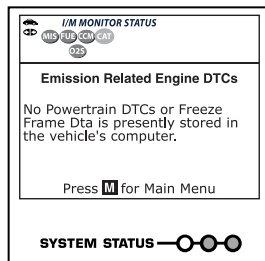 I/M MONITOR STATUS
MIS FUE CCM CAT
O2S
Emission Related Engine DTCs
No Powertrain DTCs or Freeze
Frame Dta is presently stored in
the vehicle's computer.
Press M for Main Menu
SYSTEM STATUS